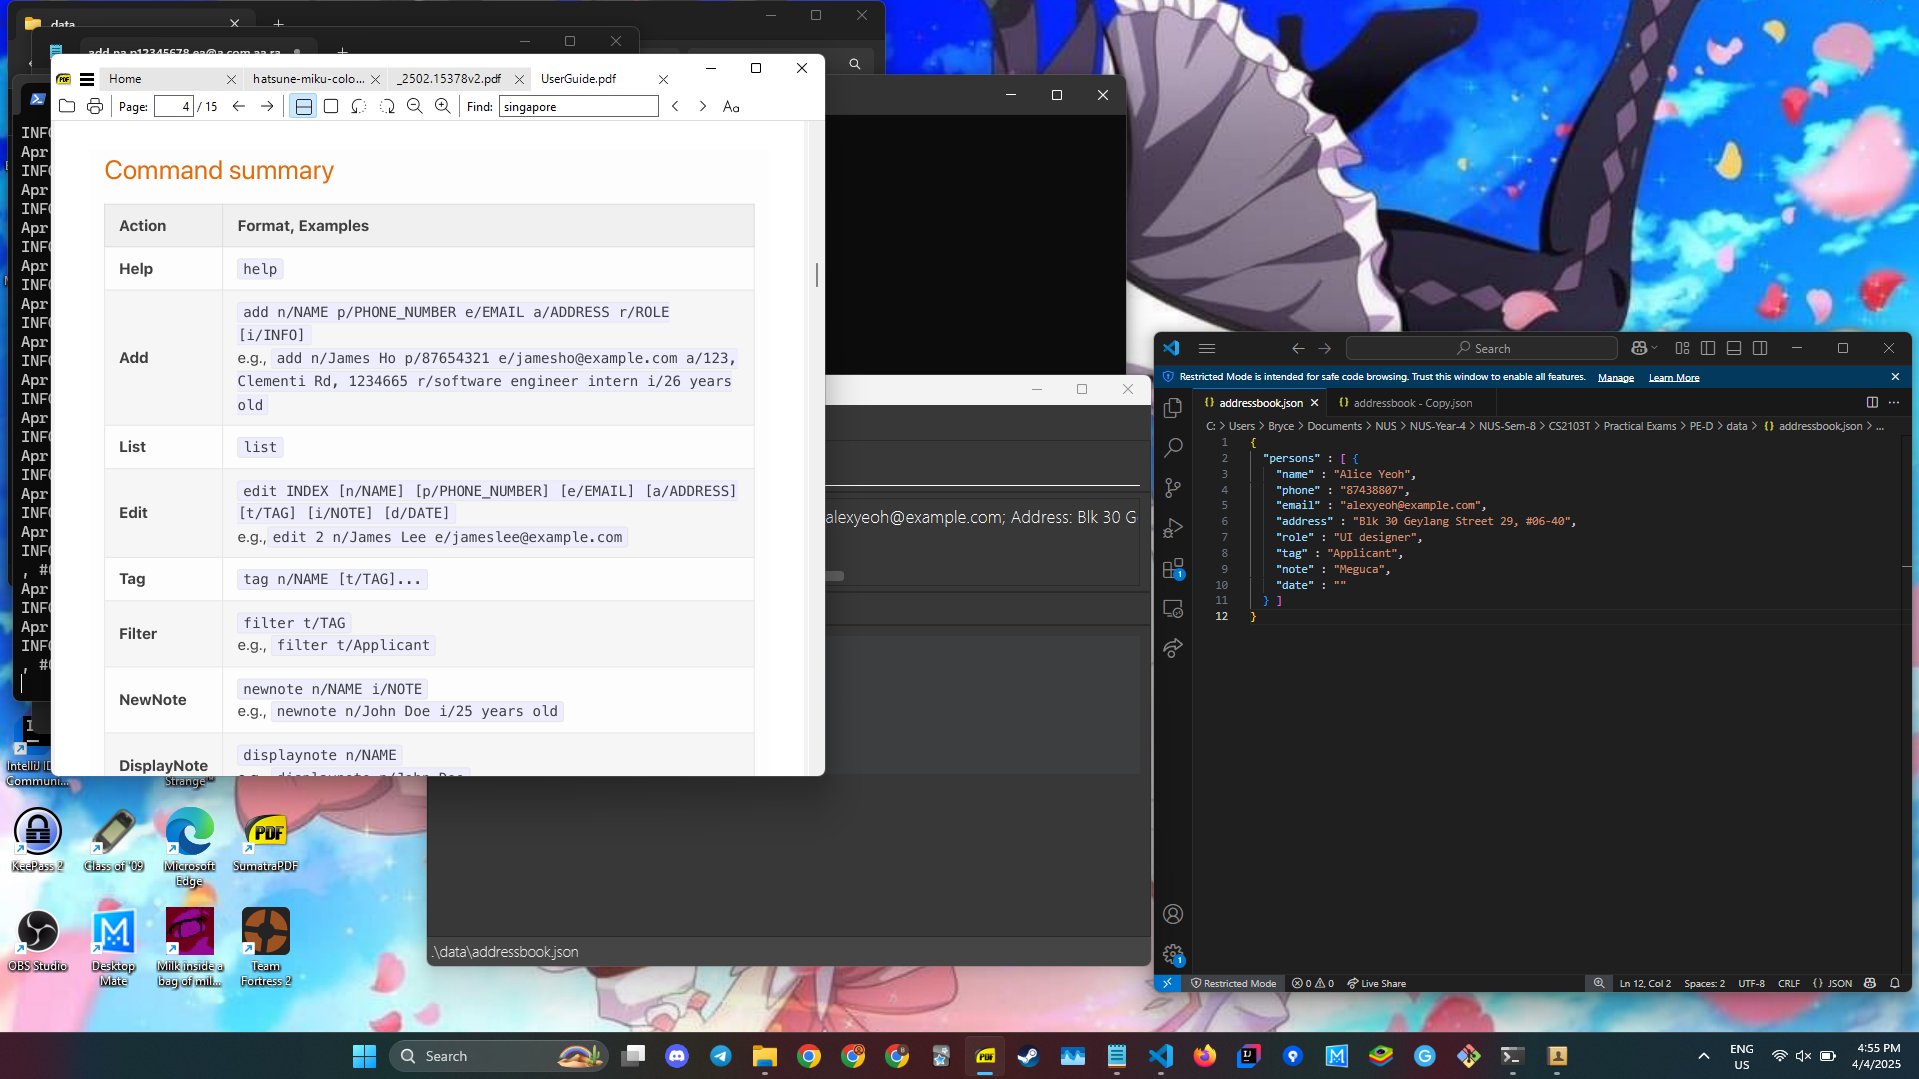 data
add na p12345678 ea@a.com aa ra
Home
hatsune-miku-colo...
_2502.15378v2.pdf
UserGuide.pdf
Page: 4 / 15
Find: singapore
Aa
Command summary
Action
Format, Examples
Help
help
Add
add n/NAME p/PHONE_NUMBER e/EMAIL a/ADDRESS r/ROLE
[i/INFO]
e.g., add n/James Ho p/87654321 e/jamesho@example.com a/123,
Clementi Rd, 1234665 r/software engineer intern i/26 years
old
List
list
Edit
edit INDEX [n/NAME] [p/PHONE_NUMBER] [e/EMAIL] [a/ADDRESS]
[t/TAG] [i/NOTE] [d/DATE]
e.g., edit 2 n/James Lee e/jameslee@example.com
Tag
tag n/NAME [t/TAG]...
Filter
filter t/TAG
e.g., filter t/Applicant
NewNote
newnote n/NAME i/NOTE
e.g., newnote n/John Doe i/25 years old
DisplayNote
displaynote n/NAME
e.g., displaynote n/John Doe
INFO
Apr
INFO
Apr
INFO
Apr
INFO
Apr
INFO
Apr
INFO
Apr
INFO
Apr
INFO
Apr
INFO
Apr
INFO
Apr
INFO
Apr
INFO
, #0
Apr
INFO
Apr
INFO
, #0
alexyeoh@example.com; Address: Blk 30 G
.\data\addressbook.json
Search
Restricted Mode is intended for safe code browsing. Trust this window to enable all features.
Manage
Learn More
addressbook.json
addressbook - Copy.json
C: > Users > Bryce > Documents > NUS > NUS-Year-4 > NUS-Sem-8 > CS2103T > Practical Exams > PE-D > data > {} addressbook.json > ...
1 {
2 "persons" : [ {
3 "name" : "Alice Yeoh",
4 "phone" : "87438807",
5 "email" : "alexyeoh@example.com",
6 "address" : "Blk 30 Geylang Street 29, #06-40",
7 "role" : "UI designer",
8 "tag" : "Applicant",
9 "note" : "Meguca",
10 "date" : ""
11 } ]
12 }
1
1
Restricted Mode
0
0
Live Share
Ln 12, Col 2
Spaces: 2
UTF-8
CRLF
{} JSON
IntelliJ ID
Communi...
Strange™
KeePass 2
Class of '09
Microsoft
Edge
PDF
SumatraPDF
OBS Studio
Desktop
Mate
Milk inside a
bag of mil...
Team
Fortress 2
Search
PDF
ENG
US
4:55 PM
4/4/2025